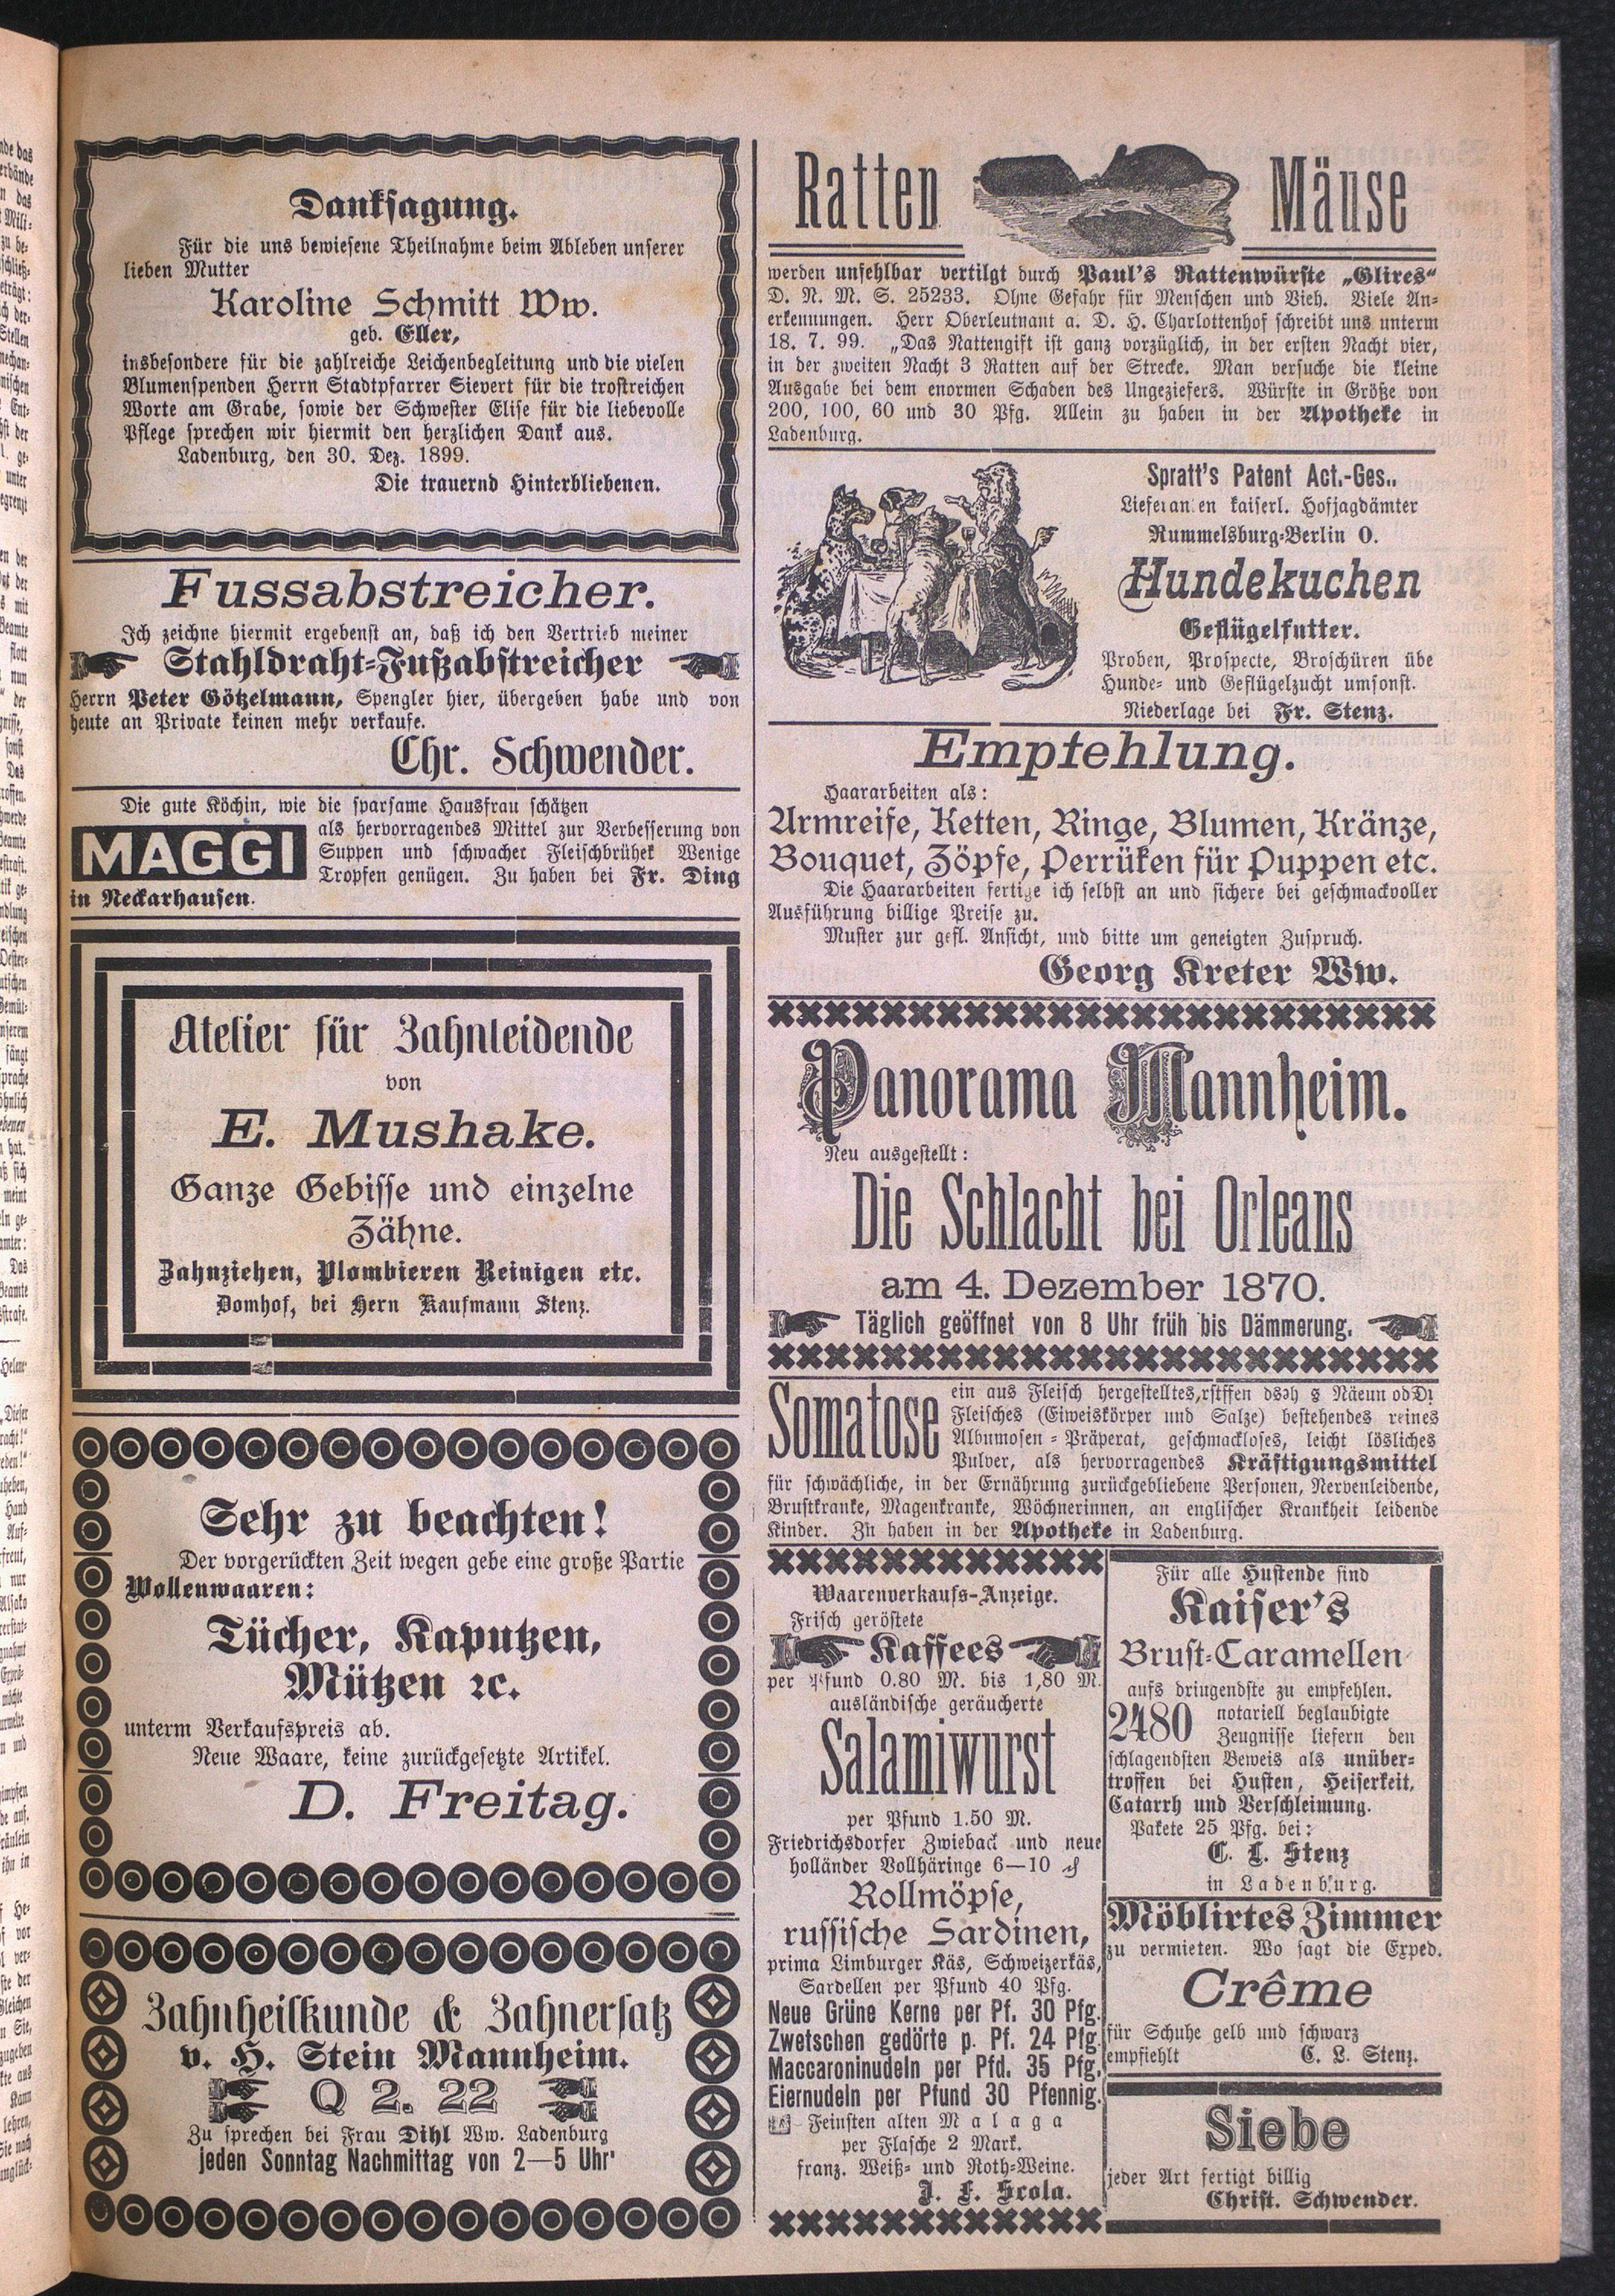 Danksagung.
Für die uns bewiesene Theilnahme beim Ableben unserer
lieben Mutter
Karoline Schmitt Ww.
geb. Eller,
insbesondere für die zahlreiche Leichenbegleitung und die vielen
Blumenspenden Herrn Stadtpfarrer Sievert für die trostreichen
Worte am Grabe, sowie der Schwester Elise für die liebevolle
Pflege sprechen wir hiermit den herzlichen Dank aus.
Ladenburg, den 30. Dez. 1899.
Die trauernd Hinterbliebenen.
Fussabstreicher.
Ich zeichne hiermit ergebenst an, daß ich den Vertrieb meiner
Stahldraht-Fußabstreicher
Herrn Peter Götzelmann, Spengler hier, übergeben habe und von
heute an Private keinen mehr verkaufe.
Chr. Schwender.
Die gute Köchin, wie die sparsame Hausfrau schätzen
MAGGI als hervorragendes Mittel zur Verbesserung von
Suppen und schwacher Fleischbrühek Wenige
Tropfen genügen. Zu haben bei Fr. Ding
in Neckarhausen.
Atelier für Zahnleidende
von
E. Mushake.
Ganze Gebisse und einzelne
Zähne.
Zahnziehen, Plombieren Reinigen etc.
Domhof, bei Hern Kaufmann Stenz.
Sehr zu beachten!
Der vorgerückten Zeit wegen gebe eine große Partie
Wollenwaaren:
Tücher, Kaputzen,
Mützen ꝛc.
unterm Verkaufspreis ab.
Neue Waare, keine zurückgesetzte Artikel.
D. Freitag.
Zahnheilkunde & Zahnersatz
v. H. Stein Mannheim.
Q 2. 22
Zu sprechen bei Frau Dihl Ww. Ladenburg
jeden Sonntag Nachmittag von 2—5 Uhr
Ratten Mäuse
werden unfehlbar vertilgt durch Paul's Rattenwürste „Glires“
D. R. M. S. 25233. Ohne Gefahr für Menschen und Vieh. Viele An-
erkennungen. Herr Oberleutnant a. D. H. Charlottenhof schreibt uns unterm
18. 7. 99. „Das Rattengift ist ganz vorzüglich, in der ersten Nacht vier,
in der zweiten Nacht 3 Ratten auf der Strecke. Man versuche die kleine
Ausgabe bei dem enormen Schaden des Ungeziefers. Würste in Größe von
200, 100, 60 und 30 Pfg. Allein zu haben in der Apotheke in
Ladenburg.
Spratt's Patent Act.-Ges.,
kaiserl. Hofjagdämter
Rummelsburg-Berlin O.
Hundekuchen
Geflügelfutter.
Proben, Prospecte, Broschüren übe
Hunde- und Geflügelzucht umsonst.
Niederlage bei Fr. Stenz.
Empfehlung.
Haararbeiten als:
Armreife, Ketten, Ringe, Blumen, Kränze,
Bouquet, Zöpfe, Perrüken für Puppen etc.
Die Haararbeiten fertige ich selbst an und sichere bei geschmackvoller
Ausführung billige Preise zu.
Muster zur gefl. Ansicht, und bitte um geneigten Zuspruch.
Georg Kreter Ww.
Panorama Mannheim.
Neu ausgestellt:
Die Schlacht bei Orleans
am 4. Dezember 1870.
Täglich geöffnet von 8 Uhr früh bis Dämmerung.
Somatose ein aus Fleisch hergestelltes,
Fleisches (Eiweiskörper und Salze) bestehendes reines
Albumosen-Präperat, geschmackloses, leicht lösliches
Pulver, als hervorragendes Kräftigungsmittel
für schwächliche, in der Ernährung zurückgebliebene Personen, Nervenleidende,
Brustkranke, Magenkranke, Wöchnerinnen, an englischer Krankheit leidende
Kinder. Zu haben in der Apotheke in Ladenburg.
Waarenverkaufs-Anzeige.
Frisch geröstete
Kaffees
per Pfund 0.80 M. bis 1,80 M.
ausländische geräucherte
Salamiwurst
per Pfund 1.50 M.
Friedrichsdorfer Zwieback und neue
holländer Vollhäringe 6—10 ₰
Rollmöpse,
russische Sardinen,
prima Limburger Käs, Schweizerkäs,
Sardellen per Pfund 40 Pfg.
Neue Grüne Kerne per Pf. 30 Pfg.
Zwetschen gedörte p. Pf. 24 Pfg.
Maccaroninudeln per Pfd. 35 Pfg.
Eiernudeln per Pfund 30 Pfennig.
Feinsten alten Malaga
per Flasche 2 Mark.
franz. Weiß- und Roth-Weine.
J. F. Scola.
Für alle Hustende sind
Kaiser's
Brust-Caramellen
aufs dringendste zu empfehlen.
2480 notariell beglaubigte
Zeugnisse liefern den
schlagendsten Beweis als unüber-
troffen bei Husten, Heiserkeit,
Catarrh und Verschleimung.
Pakete 25 Pfg. bei:
C. L. Stenz
in Ladenburg.
Möblirtes Zimmer
zu vermieten. Wo sagt die Exped.
Crême
für Schuhe gelb und schwarz
empfiehlt C. L. Stenz.
Siebe
jeder Art fertigt billig
Christ. Schwender.